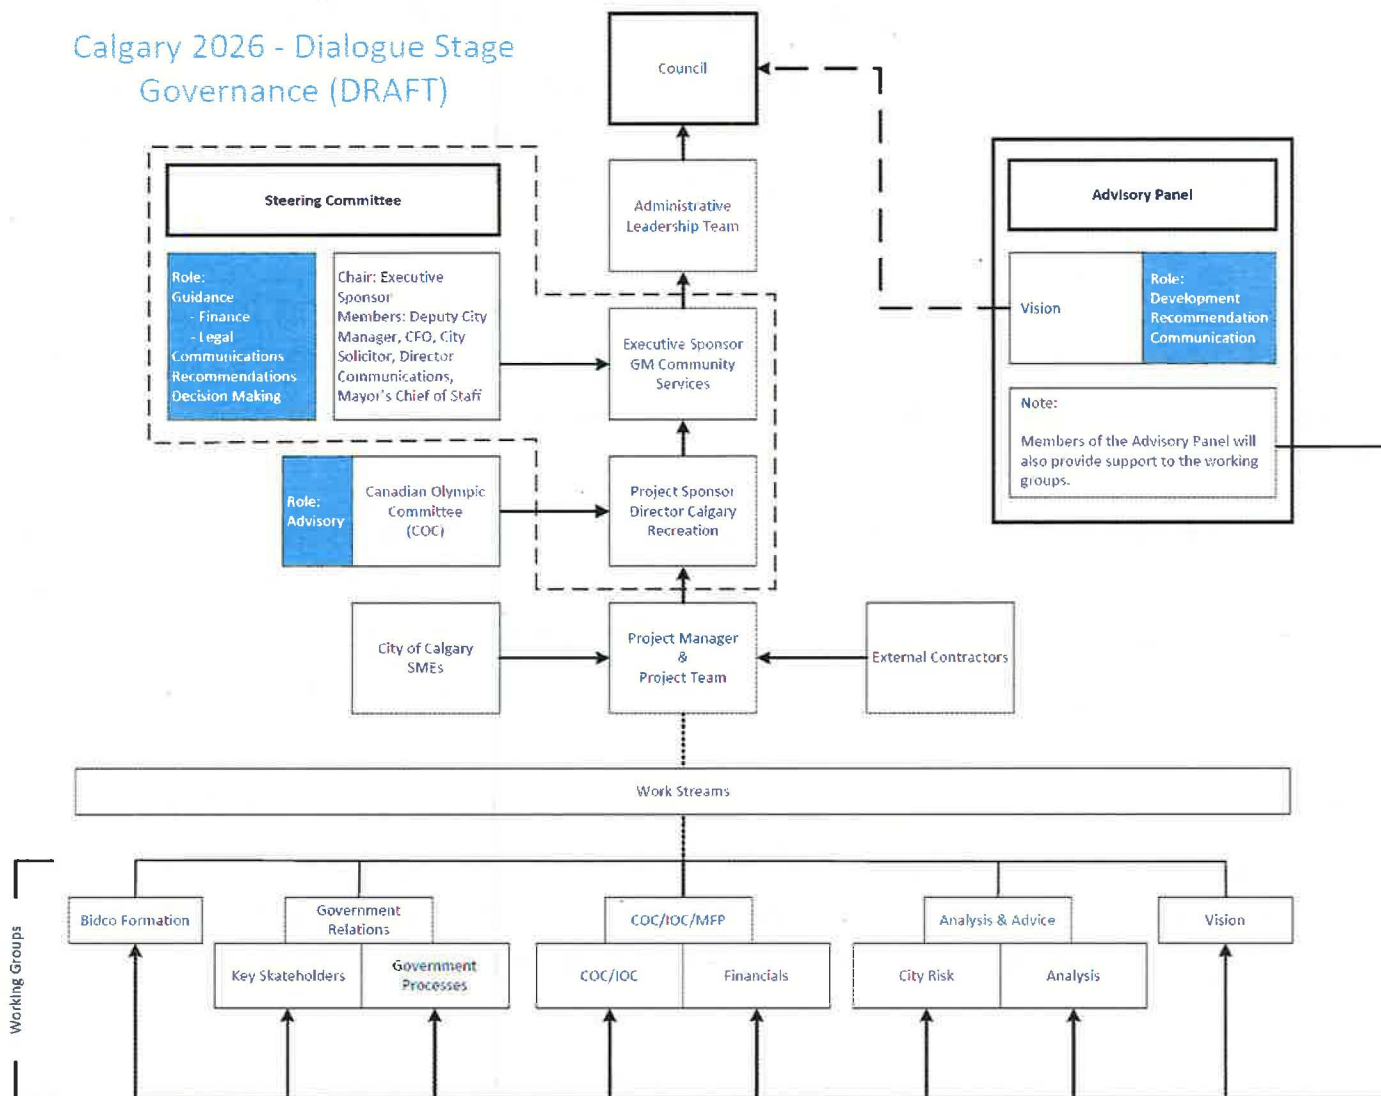 Calgary 2026 - Dialogue Stage
Governance (DRAFT)
Council
Steering Committee
Administrative
Leadership Team
Advisory Panel
Role:
Guidance
- Finance
- Legal
Communications
Recommendations
Decision Making
Chair: Executive
Sponsor
Members: Deputy City
Manager, CFO, City
Solicitor, Director
Communications,
Mayor's Chief of Staff
Executive Sponsor
GM Community
Services
Vision
Role:
Development
Recommendation
Communication
Note:
Members of the Advisory Panel will
also provide support to the working
groups.
Role:
Advisory
Canadian Olympic
Committee
(COC)
Project Sponsor
Director Calgary
Recreation
City of Calgary
SMEs
Project Manager
&
Project Team
External Contractors
Work Streams
Working Groups
Bidco Formation
Government
Relations
COC/IOC/MFP
Analysis & Advice
Vision
Key Skateholders
Government
Processes
COC/IOC
Financials
City Risk
Analysis